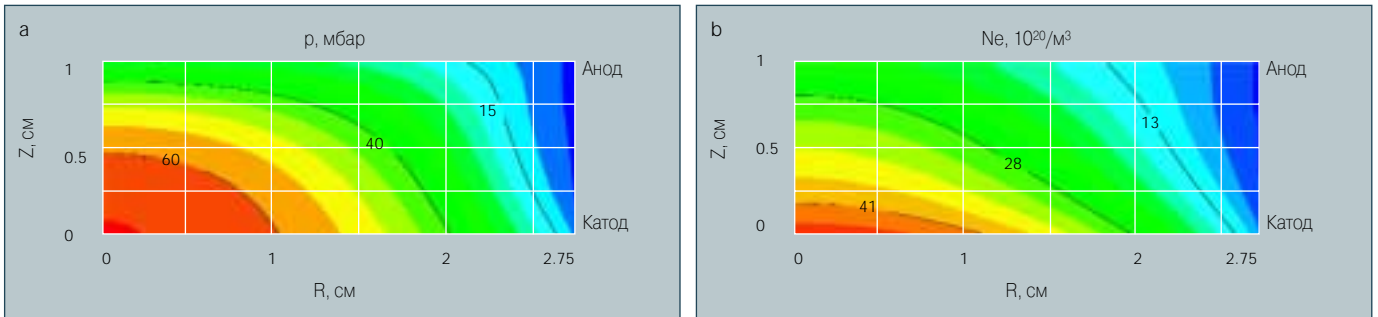 a
p, мбар
1
Анод
15
Z, см
40
0.5
60
Катод
0
0
1
2
2.75
R, см
b
Ne, 10²⁰/м³
1
Анод
13
Z, см
0.5
28
41
Катод
0
0
1
2
2.75
R, см